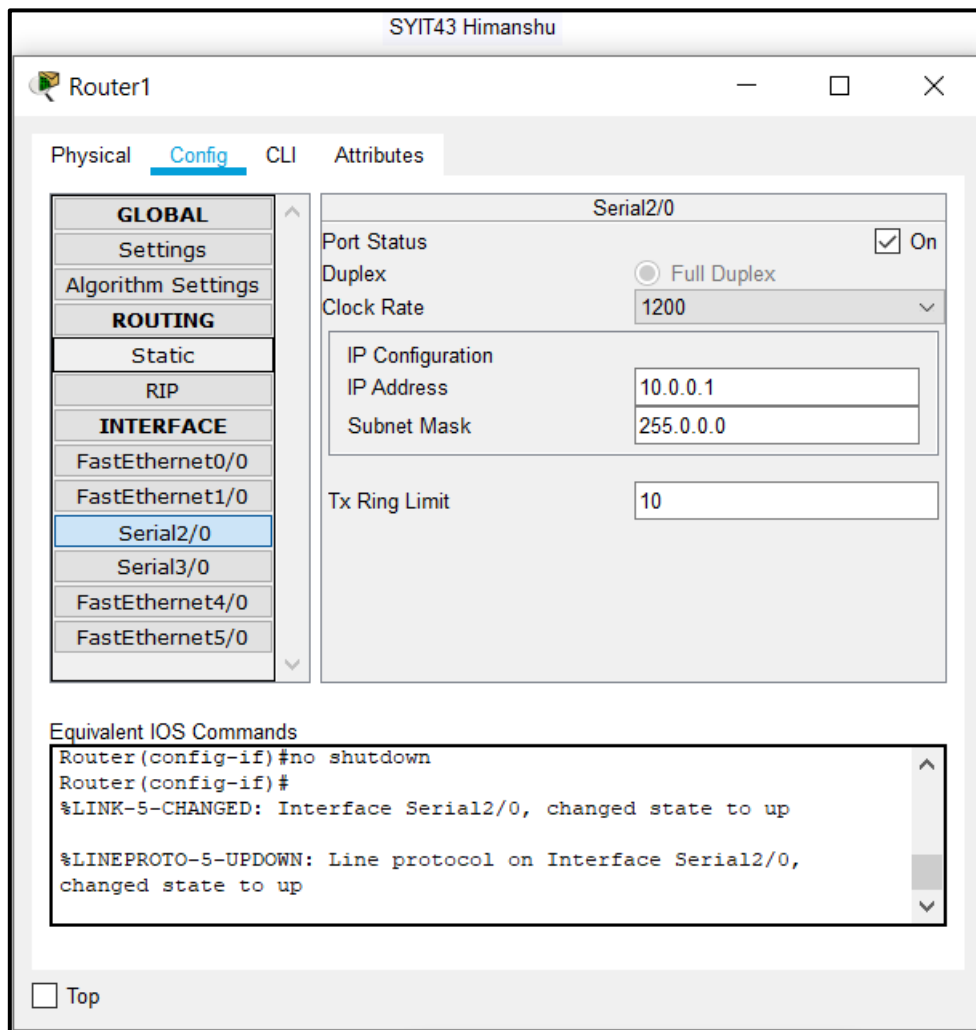 SYIT43 Himanshu
Router1
Physical Config CLI Attributes
GLOBAL
Settings
Algorithm Settings
ROUTING
Static
RIP
INTERFACE
FastEthernet0/0
FastEthernet1/0
Serial2/0
Serial3/0
FastEthernet4/0
FastEthernet5/0
Serial2/0
Port Status On
Duplex Full Duplex
Clock Rate 1200
IP Configuration
IP Address 10.0.0.1
Subnet Mask 255.0.0.0
Tx Ring Limit 10
Equivalent IOS Commands
Router(config-if)#no shutdown
Router(config-if)#
%LINK-5-CHANGED: Interface Serial2/0, changed state to up
%LINEPROTO-5-UPDOWN: Line protocol on Interface Serial2/0,
changed state to up
Top